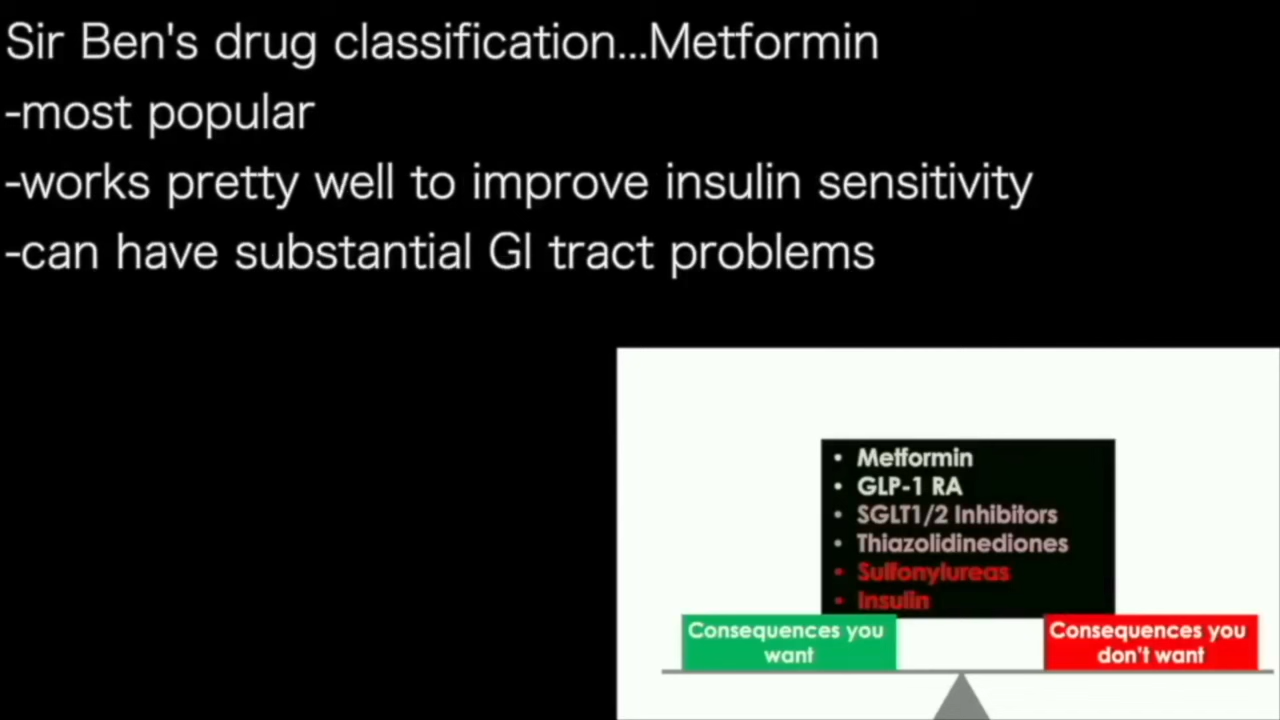 Sir Ben's drug classification...Metformin
-most popular
-works pretty well to improve insulin sensitivity
-can have substantial GI tract problems
• Metformin
• GLP-1 RA
• SGLT1/2 Inhibitors
• Thiazolidinediones
• Sulfonylureas
• Insulin
Consequences you
want
Consequences you
don't want